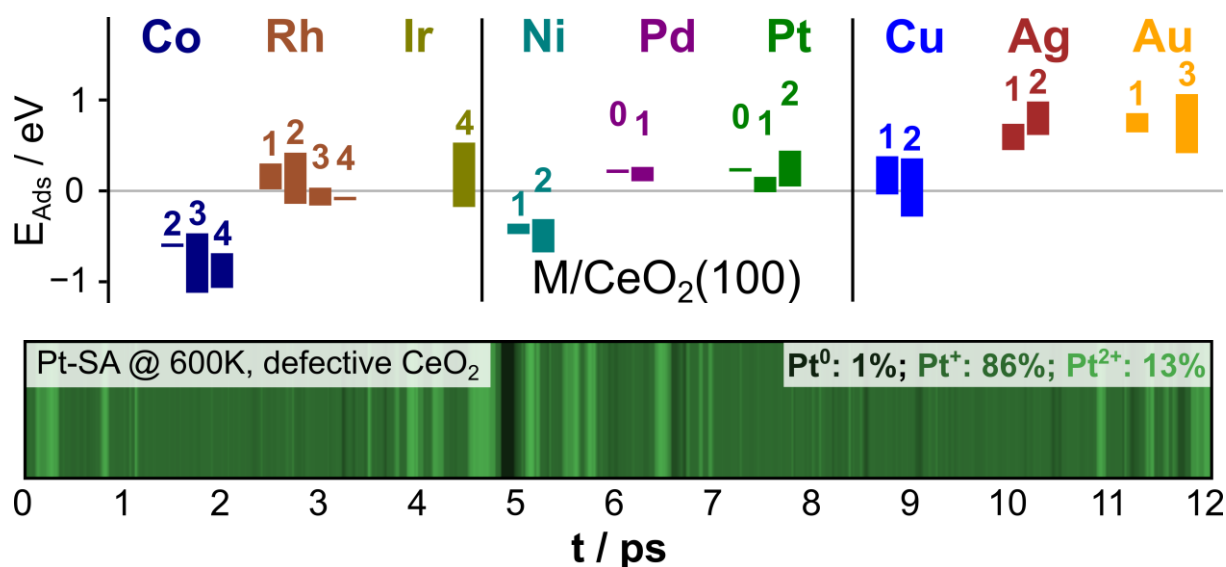 Co Rh Ir Ni Pd Pt Cu Ag Au
E_Ads / eV
1
0
−1
2 3 4
1 2 3 4
4
1 2
0 1
0 1 2
1 2
1 2
1 3
M/CeO₂(100)
Pt-SA @ 600K, defective CeO₂
Pt⁰: 1%; Pt⁺: 86%; Pt²⁺: 13%
0 1 2 3 4 5 6 7 8 9 10 11 12
t / ps